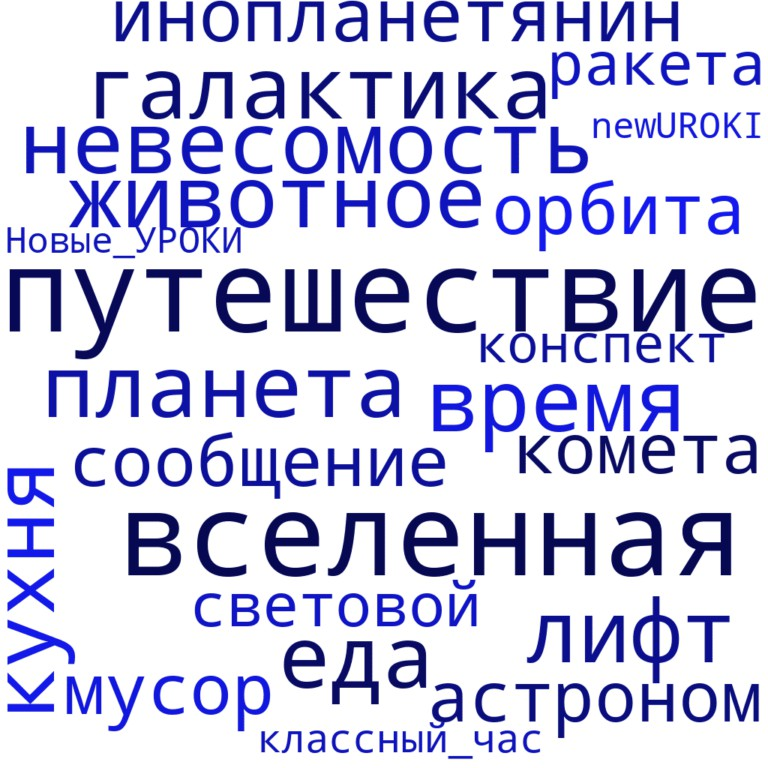 инопланетянин
ракета
галактика
newUROKI
невесомость
животное
орбита
Новые_УРОКИ
путешествие
конспект
планета
время
комета
сообщение
кухня
вселенная
световой
лифт
еда
мусор
астроном
классный_час